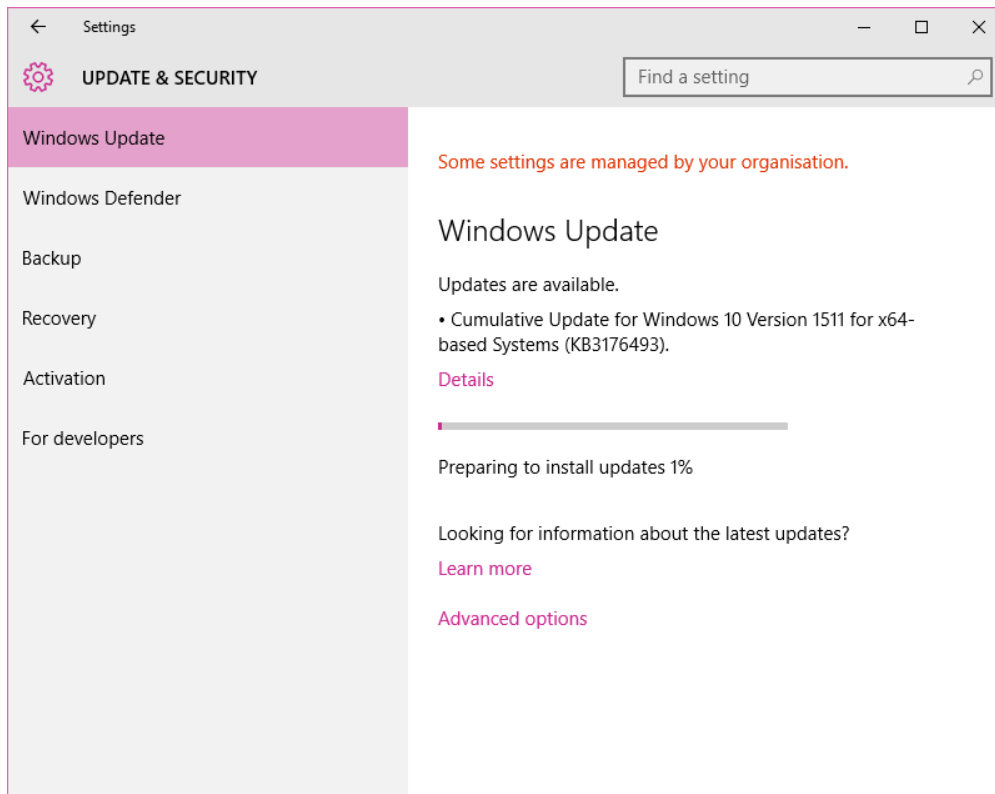 Settings
UPDATE & SECURITY
Find a setting
Windows Update
Windows Defender
Backup
Recovery
Activation
For developers
Some settings are managed by your organisation.
Windows Update
Updates are available.
• Cumulative Update for Windows 10 Version 1511 for x64-
based Systems (KB3176493).
Details
Preparing to install updates 1%
Looking for information about the latest updates?
Learn more
Advanced options